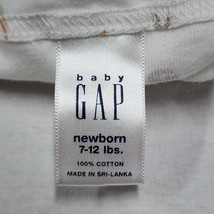 baby
GAP
newborn
7-12 lbs.
100% COTTON
MADE IN SRI-LANKA